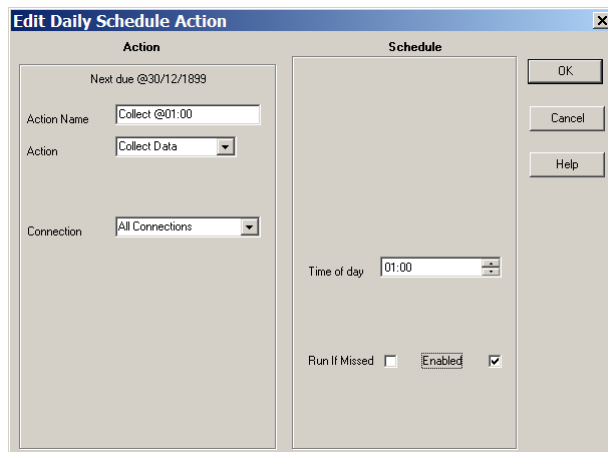 Edit Daily Schedule Action
Action
Next due @30/12/1899
Action Name Collect @01:00
Action Collect Data
Connection All Connections
Schedule
Time of day 01:00
Run If Missed Enabled
OK
Cancel
Help